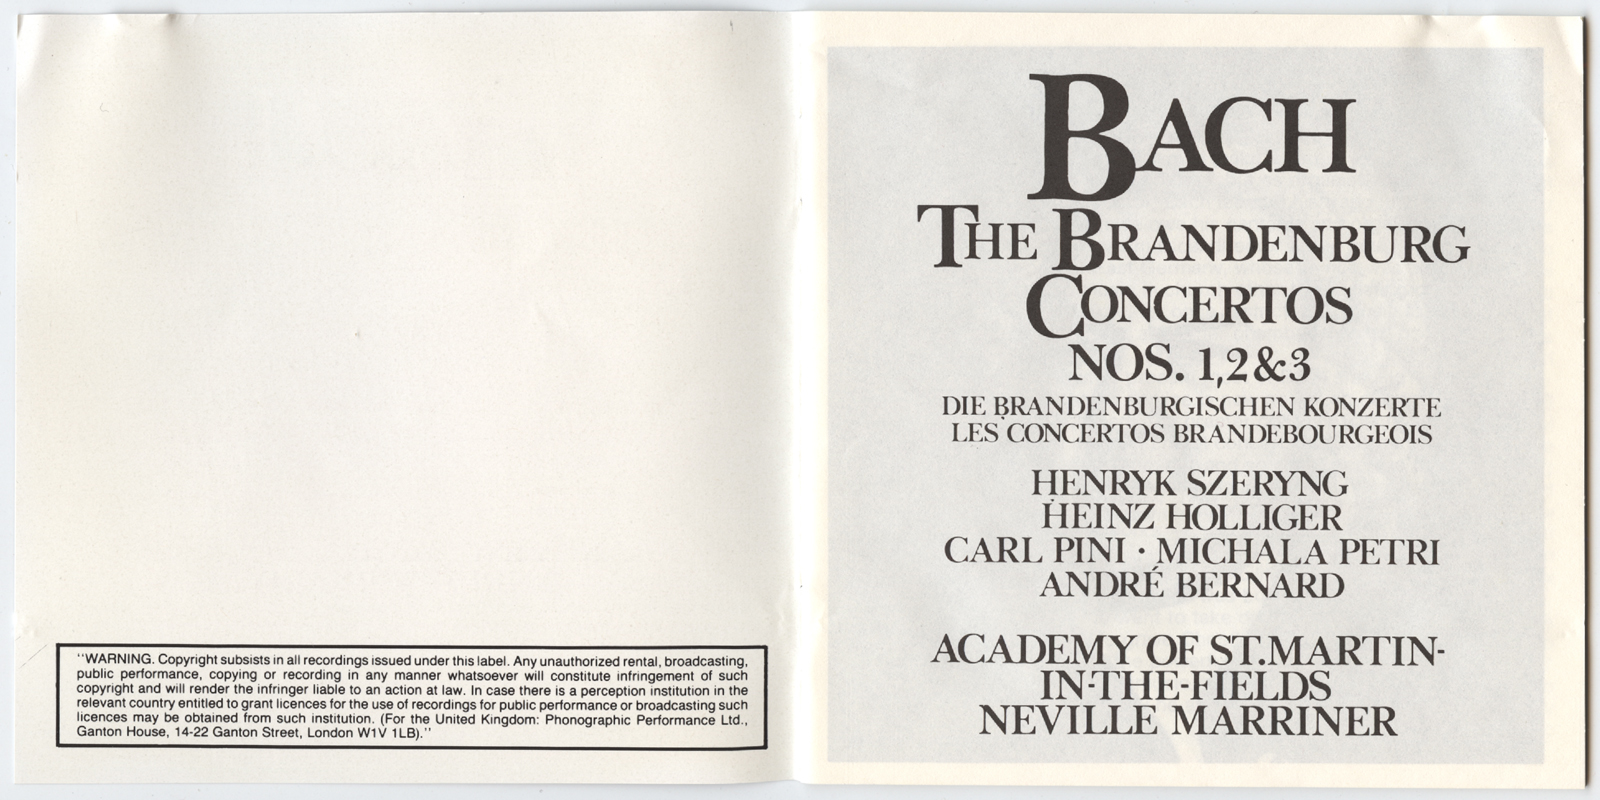 "WARNING. Copyright subsists in all recordings issued under this label. Any unauthorized rental, broadcasting,
public performance, copying or recording in any manner whatsoever will constitute infringement of such
copyright and will render the infringer liable to an action at law. In case there is a perception institution in the
relevant country entitled to grant licences for the use of recordings for public performance or broadcasting such
licences may be obtained from such institution. (For the United Kingdom: Phonographic Performance Ltd.,
Ganton House, 14-22 Ganton Street, London W1V 1LB)."
BACH
THE BRANDENBURG
CONCERTOS
NOS. 1,2&3
DIE BRANDENBURGISCHEN KONZERTE
LES CONCERTOS BRANDEBOURGEOIS
HENRYK SZERYNG
HEINZ HOLLIGER
CARL PINI · MICHALA PETRI
ANDRÉ BERNARD
ACADEMY OF ST.MARTIN-
IN-THE-FIELDS
NEVILLE MARRINER